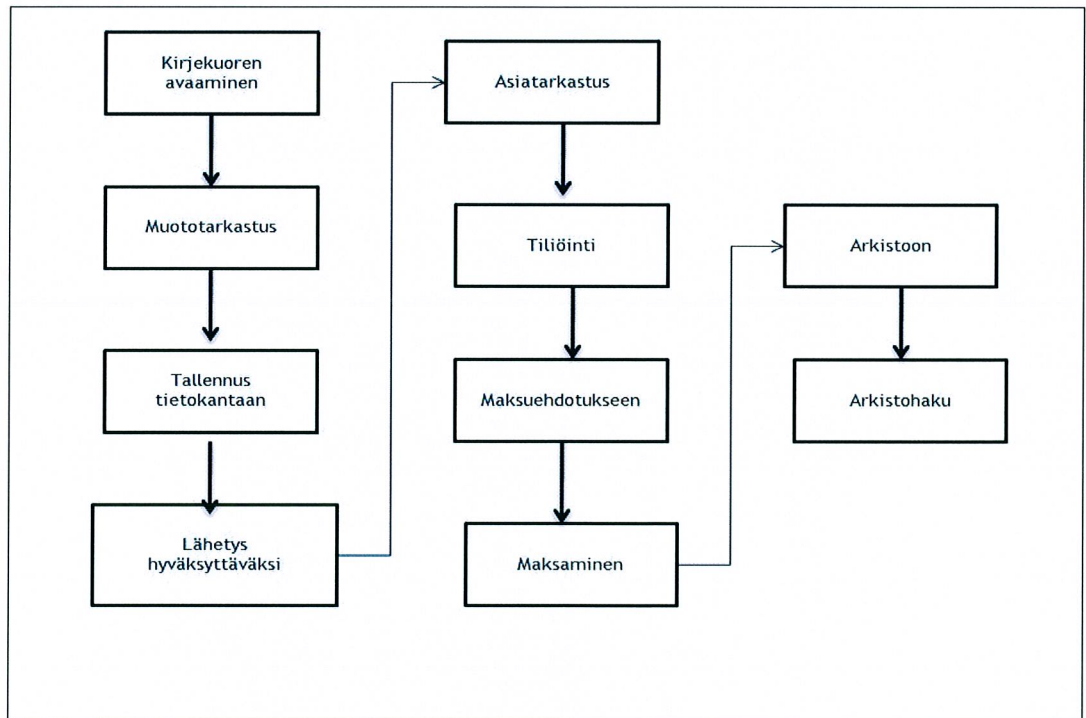 Kirjekuoren
avaaminen
Muototarkastus
Tallennus
tietokantaan
Lähetys
hyväksyttäväksi
Asiatarkastus
Tiliöinti
Maksuehdotukseen
Maksaminen
Arkistoon
Arkistohaku